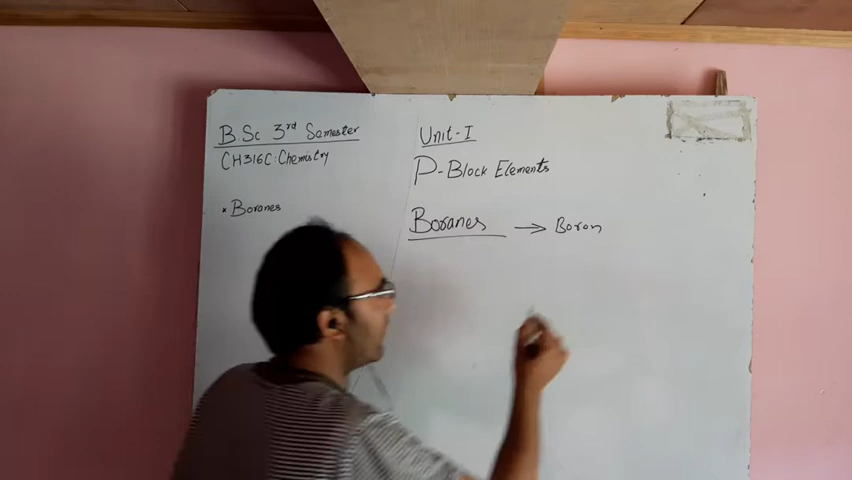 B.Sc 3rd Semester
CH316C: Chemistry
* Boranes
Unit-I
P-Block Elements
Boranes → Boron